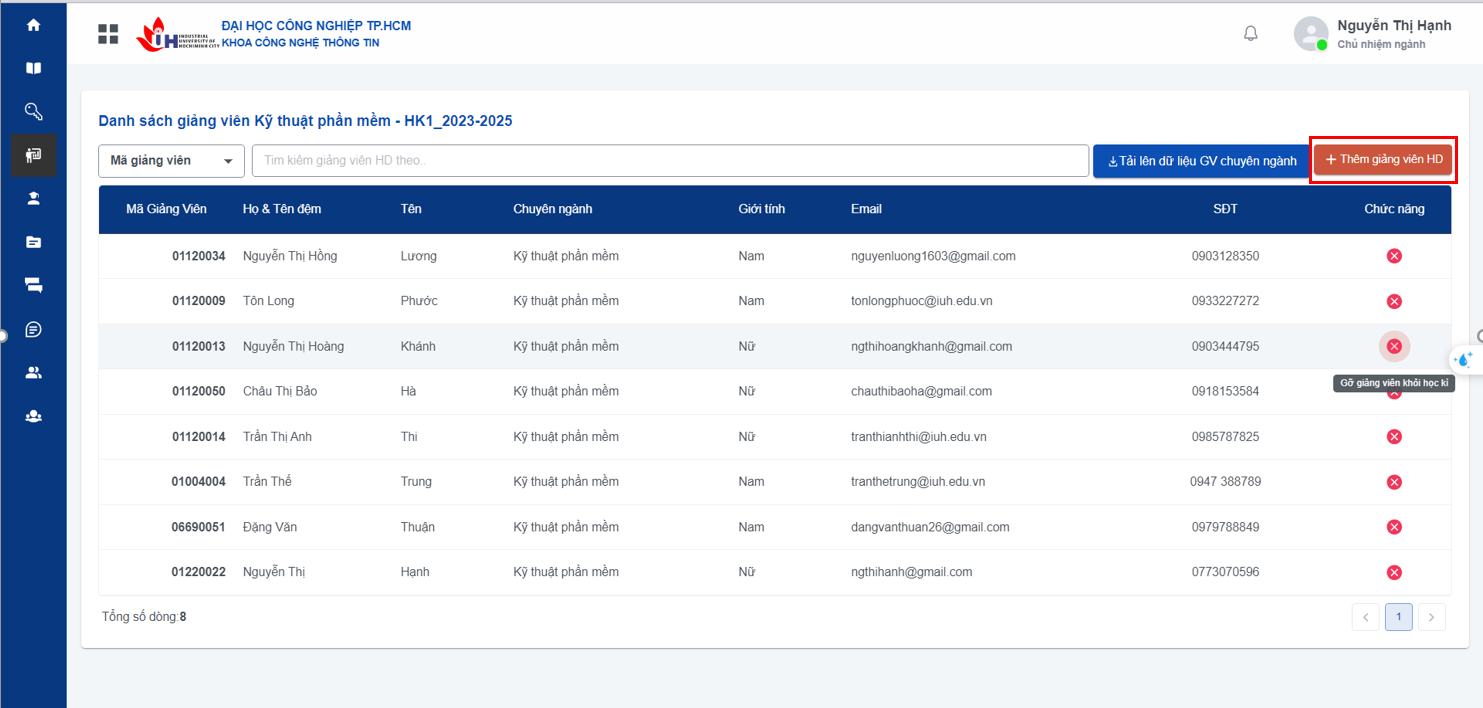 ĐẠI HỌC CÔNG NGHIỆP TP.HCM
KHOA CÔNG NGHỆ THÔNG TIN
IUH INDUSTRIAL UNIVERSITY OF HOCHIMINH CITY
Nguyễn Thị Hạnh
Chủ nhiệm ngành
Danh sách giảng viên Kỹ thuật phần mềm - HK1_2023-2025
Mã giảng viên Tìm kiếm giảng viên HD theo.. Tải lên dữ liệu GV chuyên ngành + Thêm giảng viên HD
Mã Giảng Viên Họ & Tên đệm Tên Chuyên ngành Giới tính Email SĐT Chức năng
01120034 Nguyễn Thị Hồng Lương Kỹ thuật phần mềm Nam nguyenluong1603@gmail.com 0903128350
01120009 Tôn Long Phước Kỹ thuật phần mềm Nam tonlongphuoc@iuh.edu.vn 0933227272
01120013 Nguyễn Thị Hoàng Khánh Kỹ thuật phần mềm Nữ ngthihoangkhanh@gmail.com 0903444795
Gỡ giảng viên khỏi học kì
01120050 Châu Thị Bảo Hà Kỹ thuật phần mềm Nữ chauthibaoha@gmail.com 0918153584
01120014 Trần Thị Anh Thi Kỹ thuật phần mềm Nữ tranthianhthi@iuh.edu.vn 0985787825
01004004 Trần Thế Trung Kỹ thuật phần mềm Nam tranthetrung@iuh.edu.vn 0947 388789
06690051 Đặng Văn Thuận Kỹ thuật phần mềm Nam dangvanthuan26@gmail.com 0979788849
01220022 Nguyễn Thị Hạnh Kỹ thuật phần mềm Nữ ngthihanh@gmail.com 0773070596
Tổng số dòng:8
1